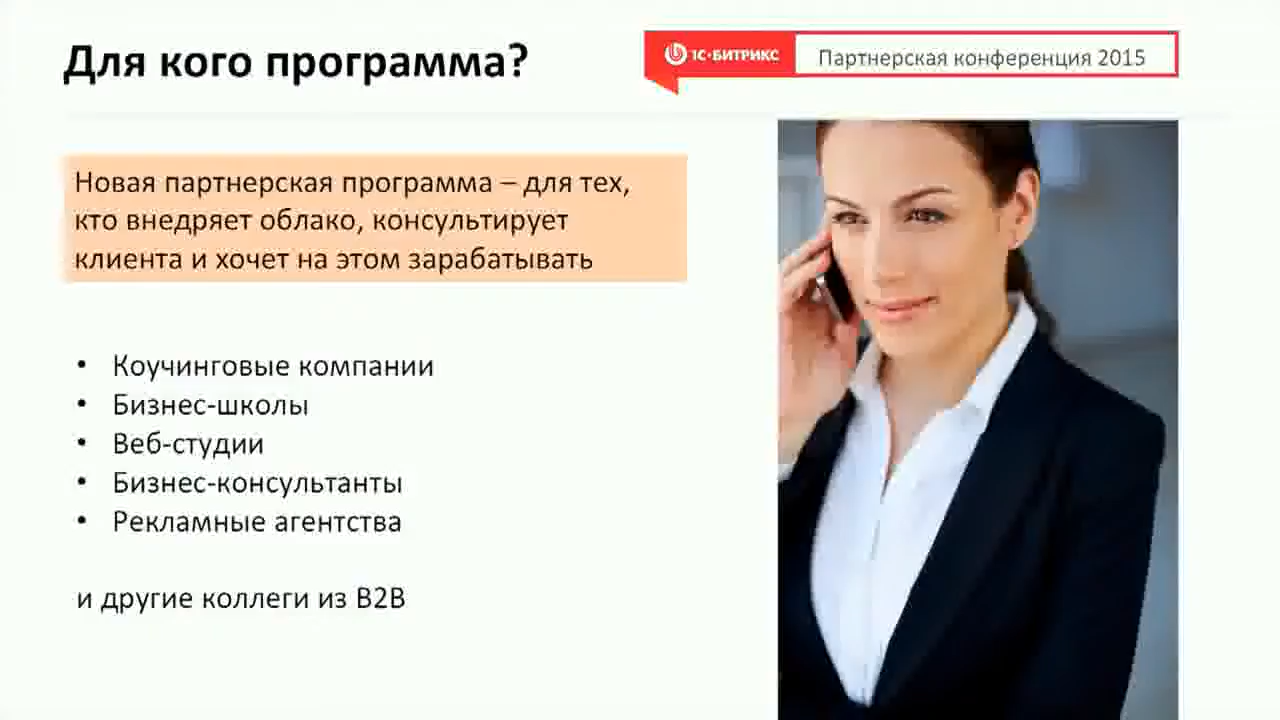 Для кого программа?
1С•БИТРИКС
Партнерская конференция 2015
Новая партнерская программа – для тех,
кто внедряет облако, консультирует
клиента и хочет на этом зарабатывать
• Коучинговые компании
• Бизнес-школы
• Веб-студии
• Бизнес-консультанты
• Рекламные агентства
и другие коллеги из B2B